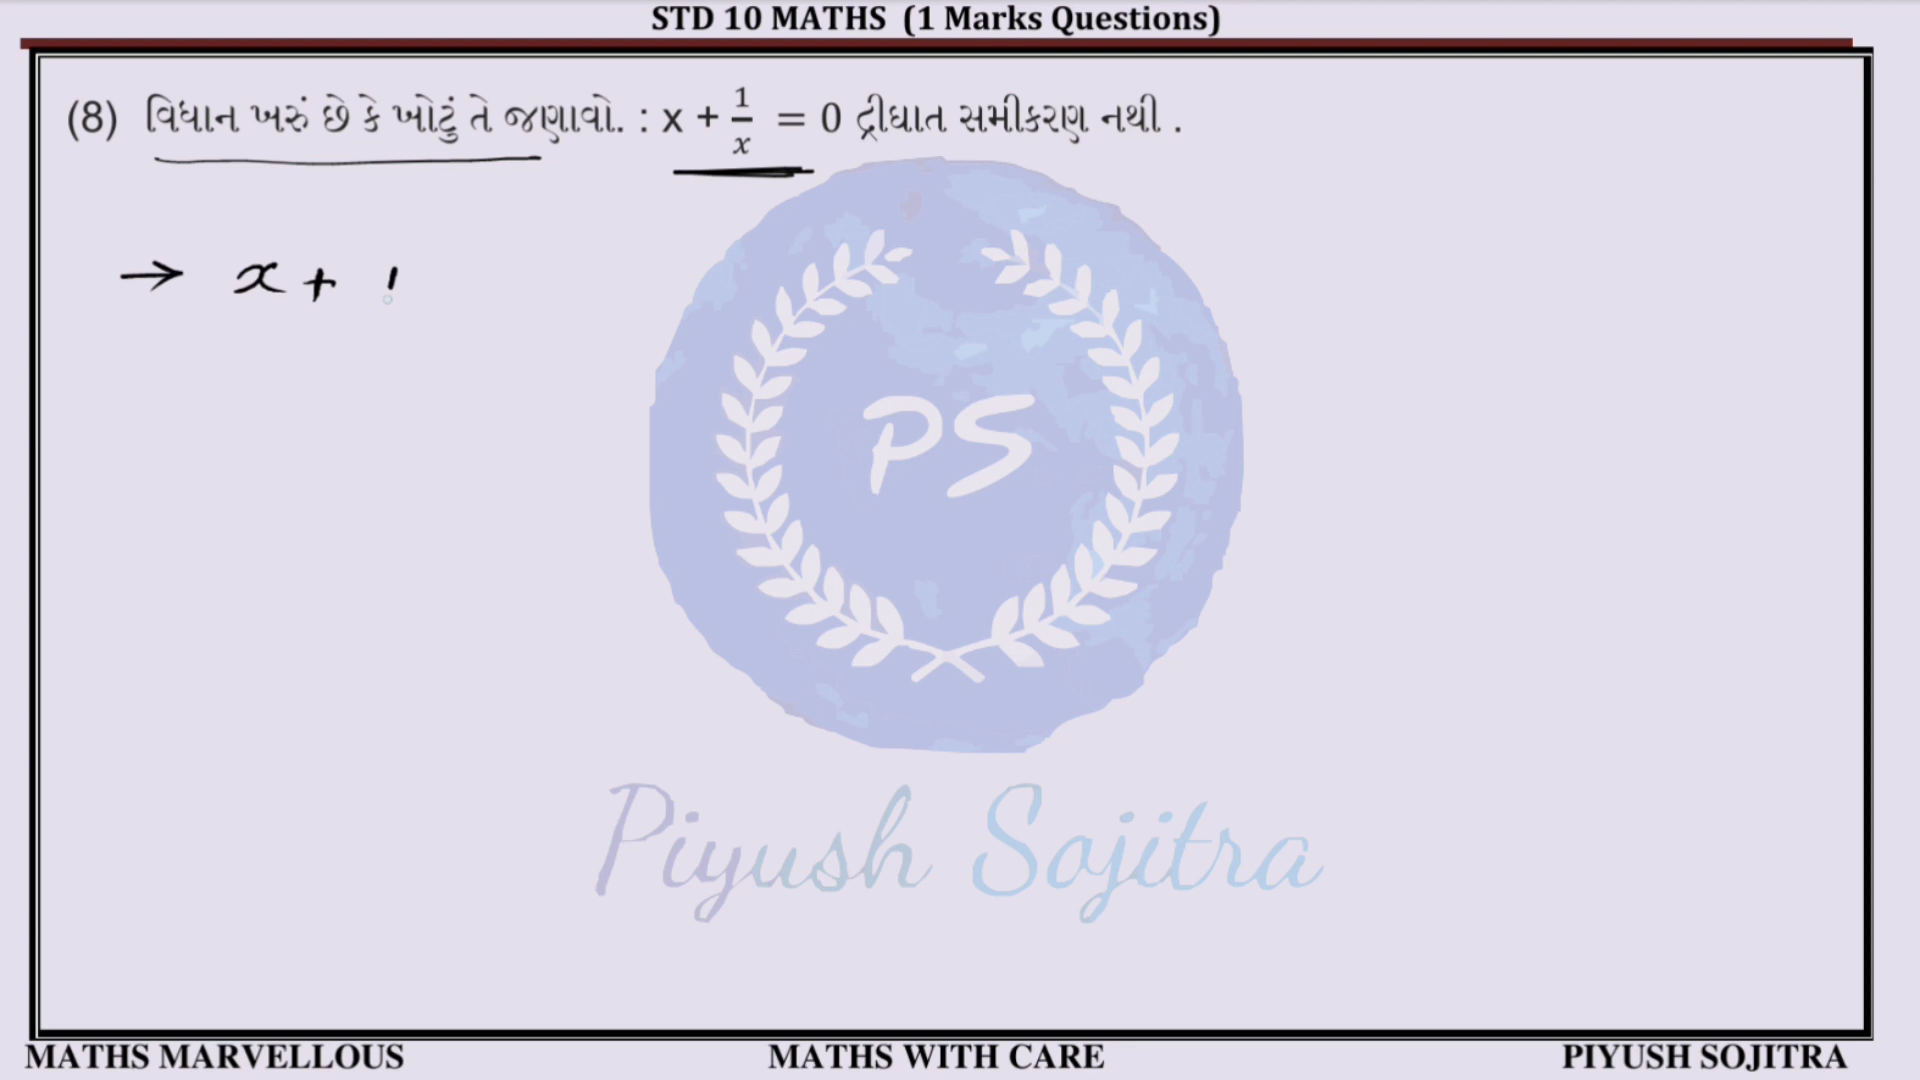 STD 10 MATHS (1 Marks Questions)
(8) વિધાન ખરું છે કે ખોટું તે જણાવો. : x + 1/x = 0 દ્રીઘાત સમીકરણ નથી .
→ x + 1
PS
Piyush Sojitra
MATHS MARVELLOUS MATHS WITH CARE PIYUSH SOJITRA